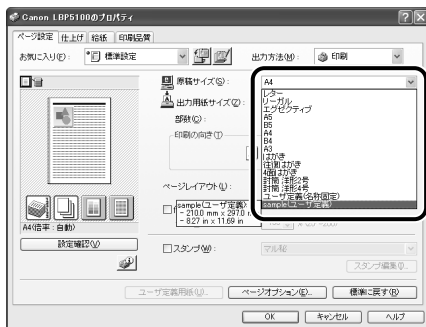 Canon LBP5100のプロパティ
ページ設定 仕上げ 給紙 印刷品質
お気に入り(F): 標準設定 出力方法(M): 印刷
原稿サイズ(S): A4
出力用紙サイズ(Z):
部数(C):
印刷の向き(T)
レター
リーガル
エグゼクティブ
A5
B5
A4
B4
A3
はがき
往復はがき
4面はがき
封筒 洋形2号
封筒 洋形4号
ユーザ定義(名称固定)
sample(ユーザ定義)
ページレイアウト(L):
sample(ユーザ定義)
- 210.0 mm x 297.0
- 8.27 in x 11.69 in
A4(倍率: 自動)
設定確認(V)
スタンプ(W): マル秘
スタンプ編集(D)...
ユーザ定義用紙(U)... ページオプション(E)... 標準に戻す(R)
OK キャンセル ヘルプ